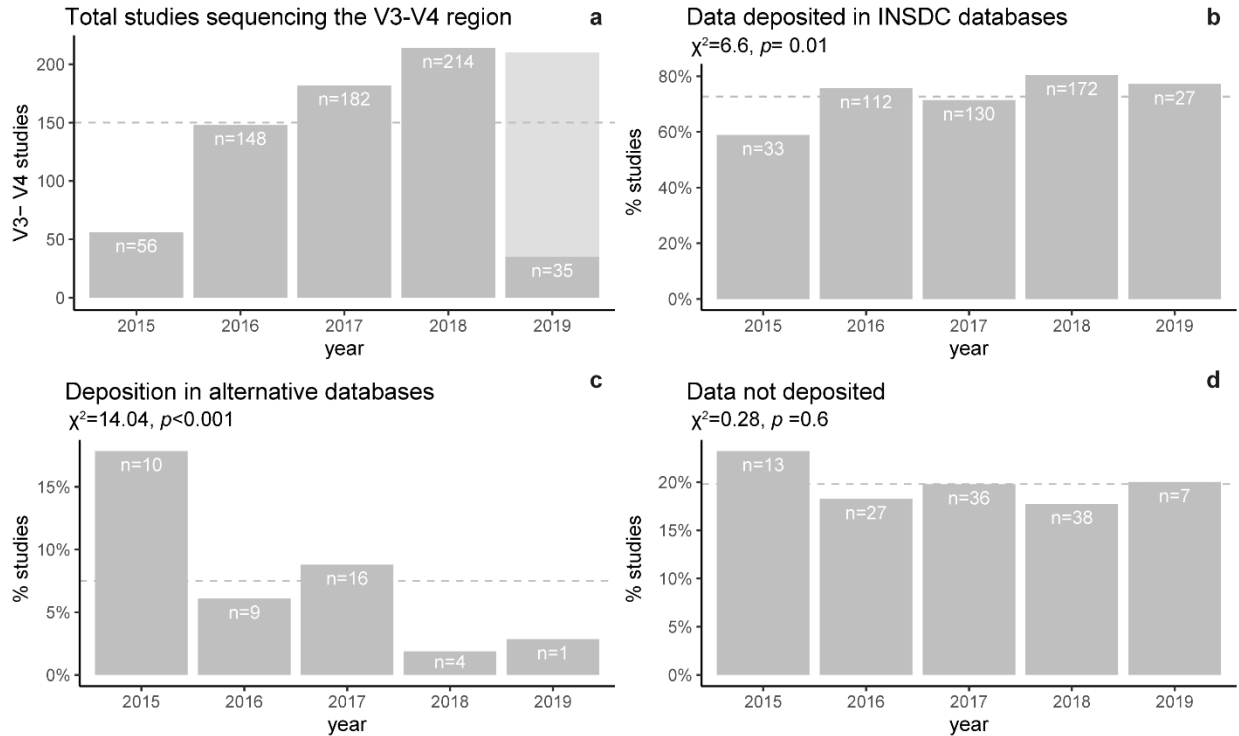 Total studies sequencing the V3-V4 region
a
V3− V4 studies
200
150
100
50
0
n=56
n=148
n=182
n=214
n=35
2015
2016
2017
2018
2019
year
Data deposited in INSDC databases
b
χ²=6.6, p= 0.01
% studies
80%
60%
40%
20%
0%
n=33
n=112
n=130
n=172
n=27
2015
2016
2017
2018
2019
year
Deposition in alternative databases
c
χ²=14.04, p<0.001
% studies
15%
10%
5%
0%
n=10
n=9
n=16
n=4
n=1
2015
2016
2017
2018
2019
year
Data not deposited
d
χ²=0.28, p =0.6
% studies
20%
15%
10%
5%
0%
n=13
n=27
n=36
n=38
n=7
2015
2016
2017
2018
2019
year